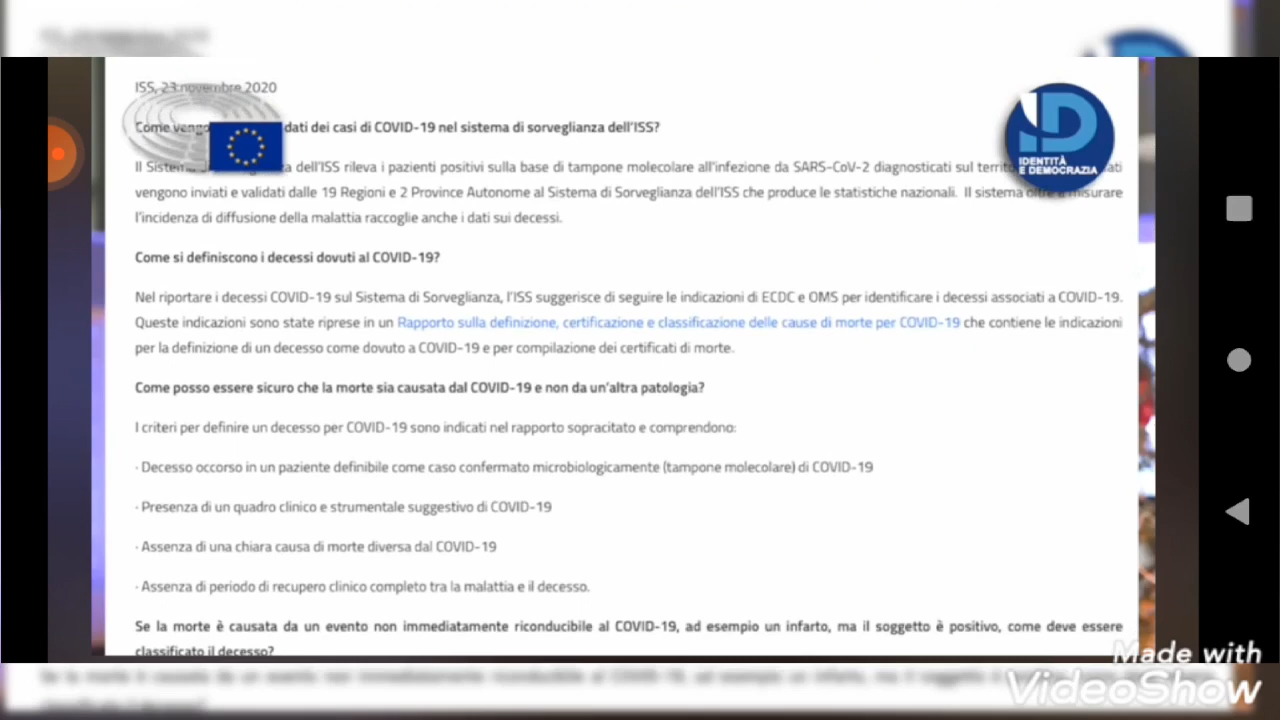 ISS, 23 novembre 2020
Come vengo dati dei casi di COVID-19 nel sistema di sorveglianza dell'ISS?
Il Sistema dell'ISS rileva i pazienti positivi sulla base di tampone molecolare all'infezione da SARS-CoV-2 diagnosticati sul
vengono inviati e validati dalle 19 Regioni e 2 Province Autonome al Sistema di Sorveglianza dell'ISS che produce le statistiche nazionali. Il sistema oltre a misurare
l'incidenza di diffusione della malattia raccoglie anche i dati sui decessi.
ID
IDENTITÀ
E DEMOCRAZIA
Come si definiscono i decessi dovuti al COVID-19?
Nel riportare i decessi COVID-19 sul Sistema di Sorveglianza, l'ISS suggerisce di seguire le indicazioni di ECDC e OMS per identificare i decessi associati a COVID-19.
Queste indicazioni sono state riprese in un Rapporto sulla definizione, certificazione e classificazione delle cause di morte per COVID-19 che contiene le indicazioni
per la definizione di un decesso come dovuto a COVID-19 e per compilazione dei certificati di morte.
Come posso essere sicuro che la morte sia causata dal COVID-19 e non da un'altra patologia?
I criteri per definire un decesso per COVID-19 sono indicati nel rapporto sopracitato e comprendono:
· Decesso occorso in un paziente definibile come caso confermato microbiologicamente (tampone molecolare) di COVID-19
· Presenza di un quadro clinico e strumentale suggestivo di COVID-19
· Assenza di una chiara causa di morte diversa dal COVID-19
· Assenza di periodo di recupero clinico completo tra la malattia e il decesso.
Se la morte è causata da un evento non immediatamente riconducibile al COVID-19, ad esempio un infarto, ma il soggetto è positivo, come deve essere
classificato il decesso?
Made with
VideoShow